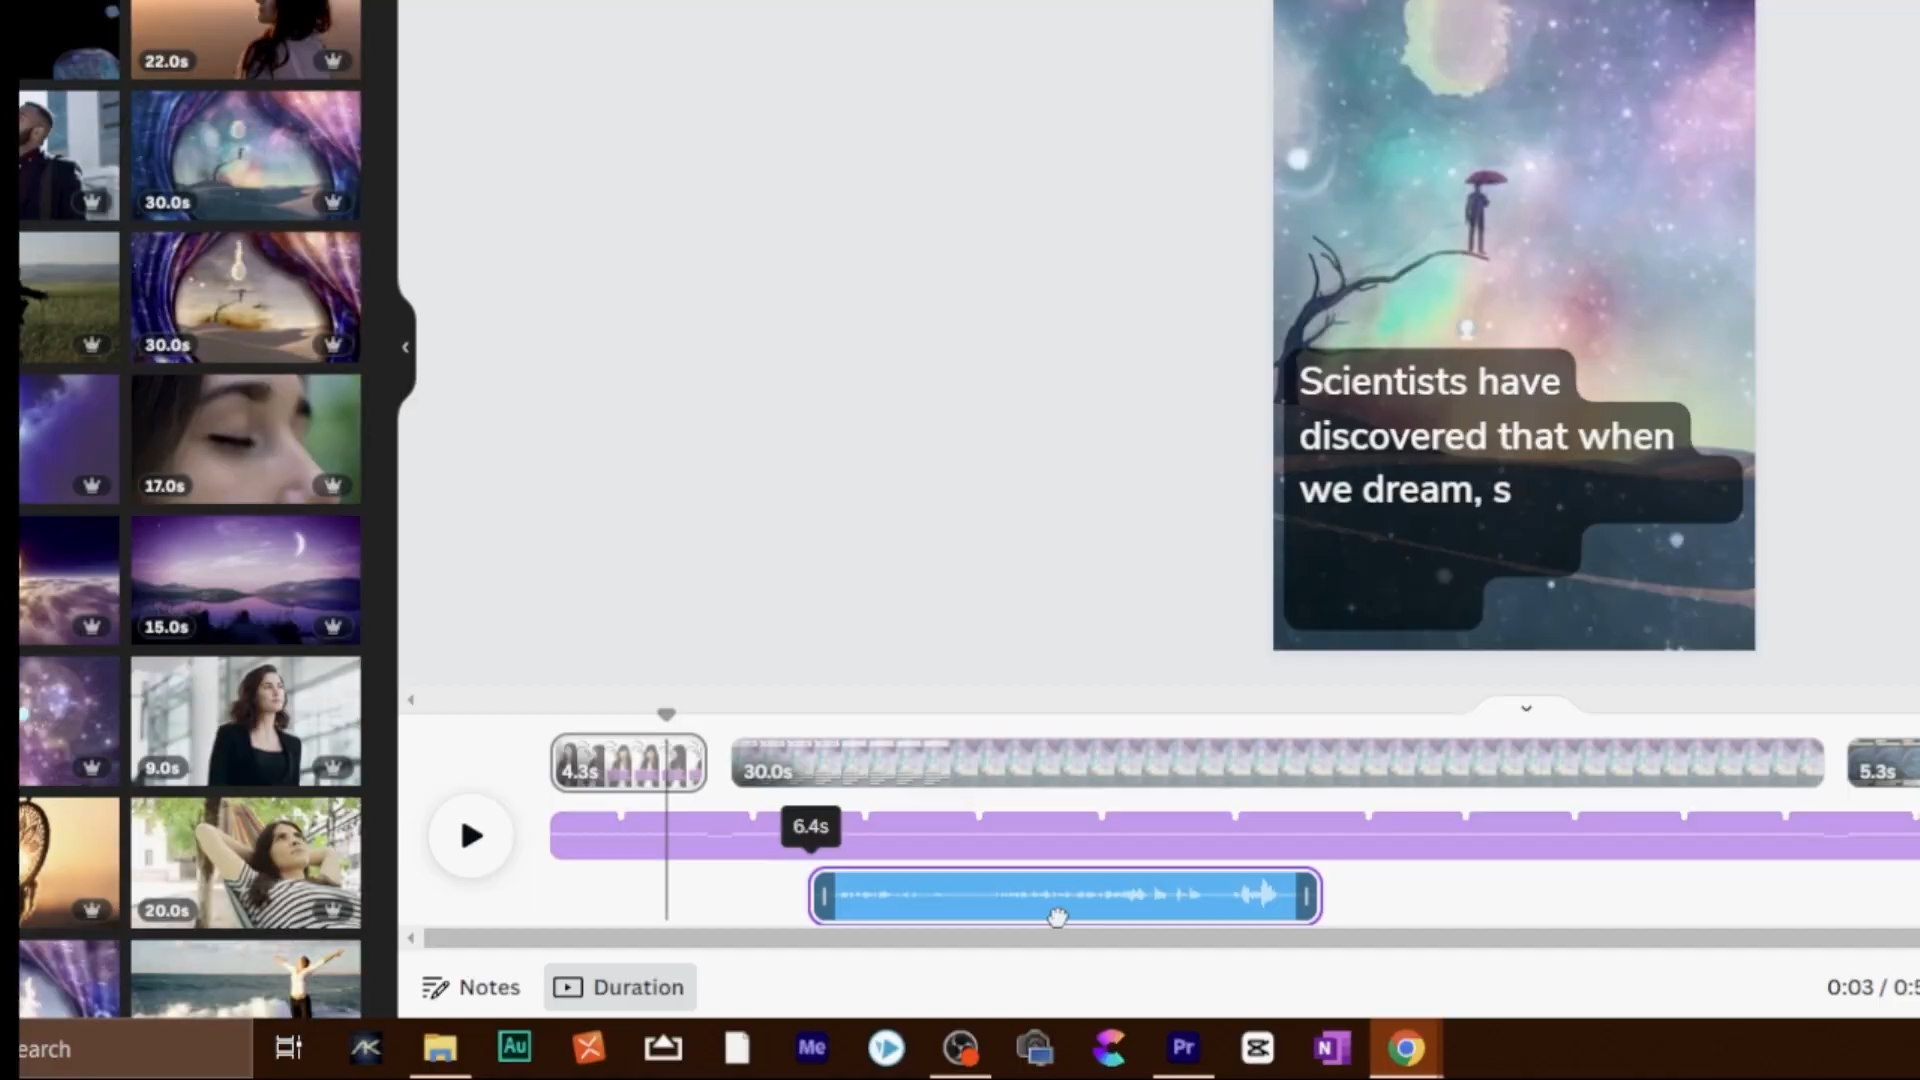 22.0s
30.0s
30.0s
17.0s
15.0s
9.0s
20.0s
Scientists have
discovered that when
we dream, s
4.3s
30.0s
5.3s
6.4s
Notes
Duration
0:03 / 0:5
earch
Au
Me
Pr
N